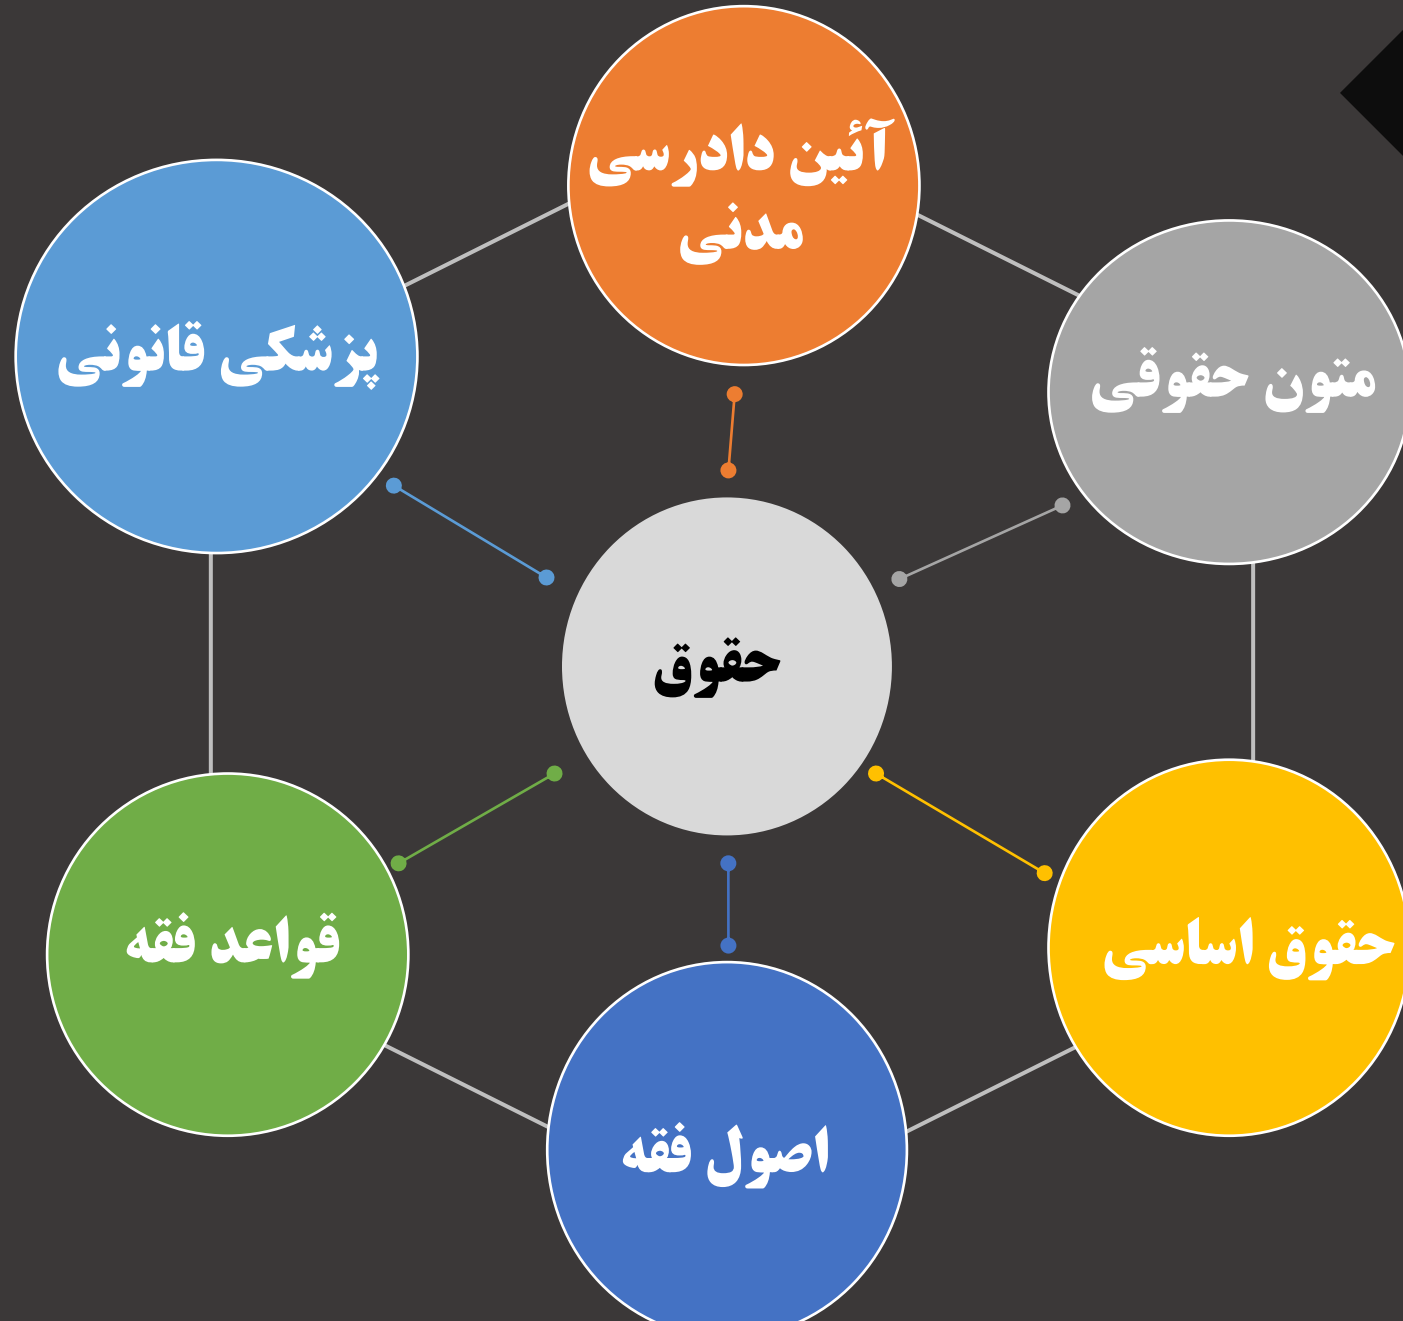 آئین دادرسی
مدنی
متون حقوقی
پزشکی قانونی
حقوق
حقوق اساسی
قواعد فقه
اصول فقه